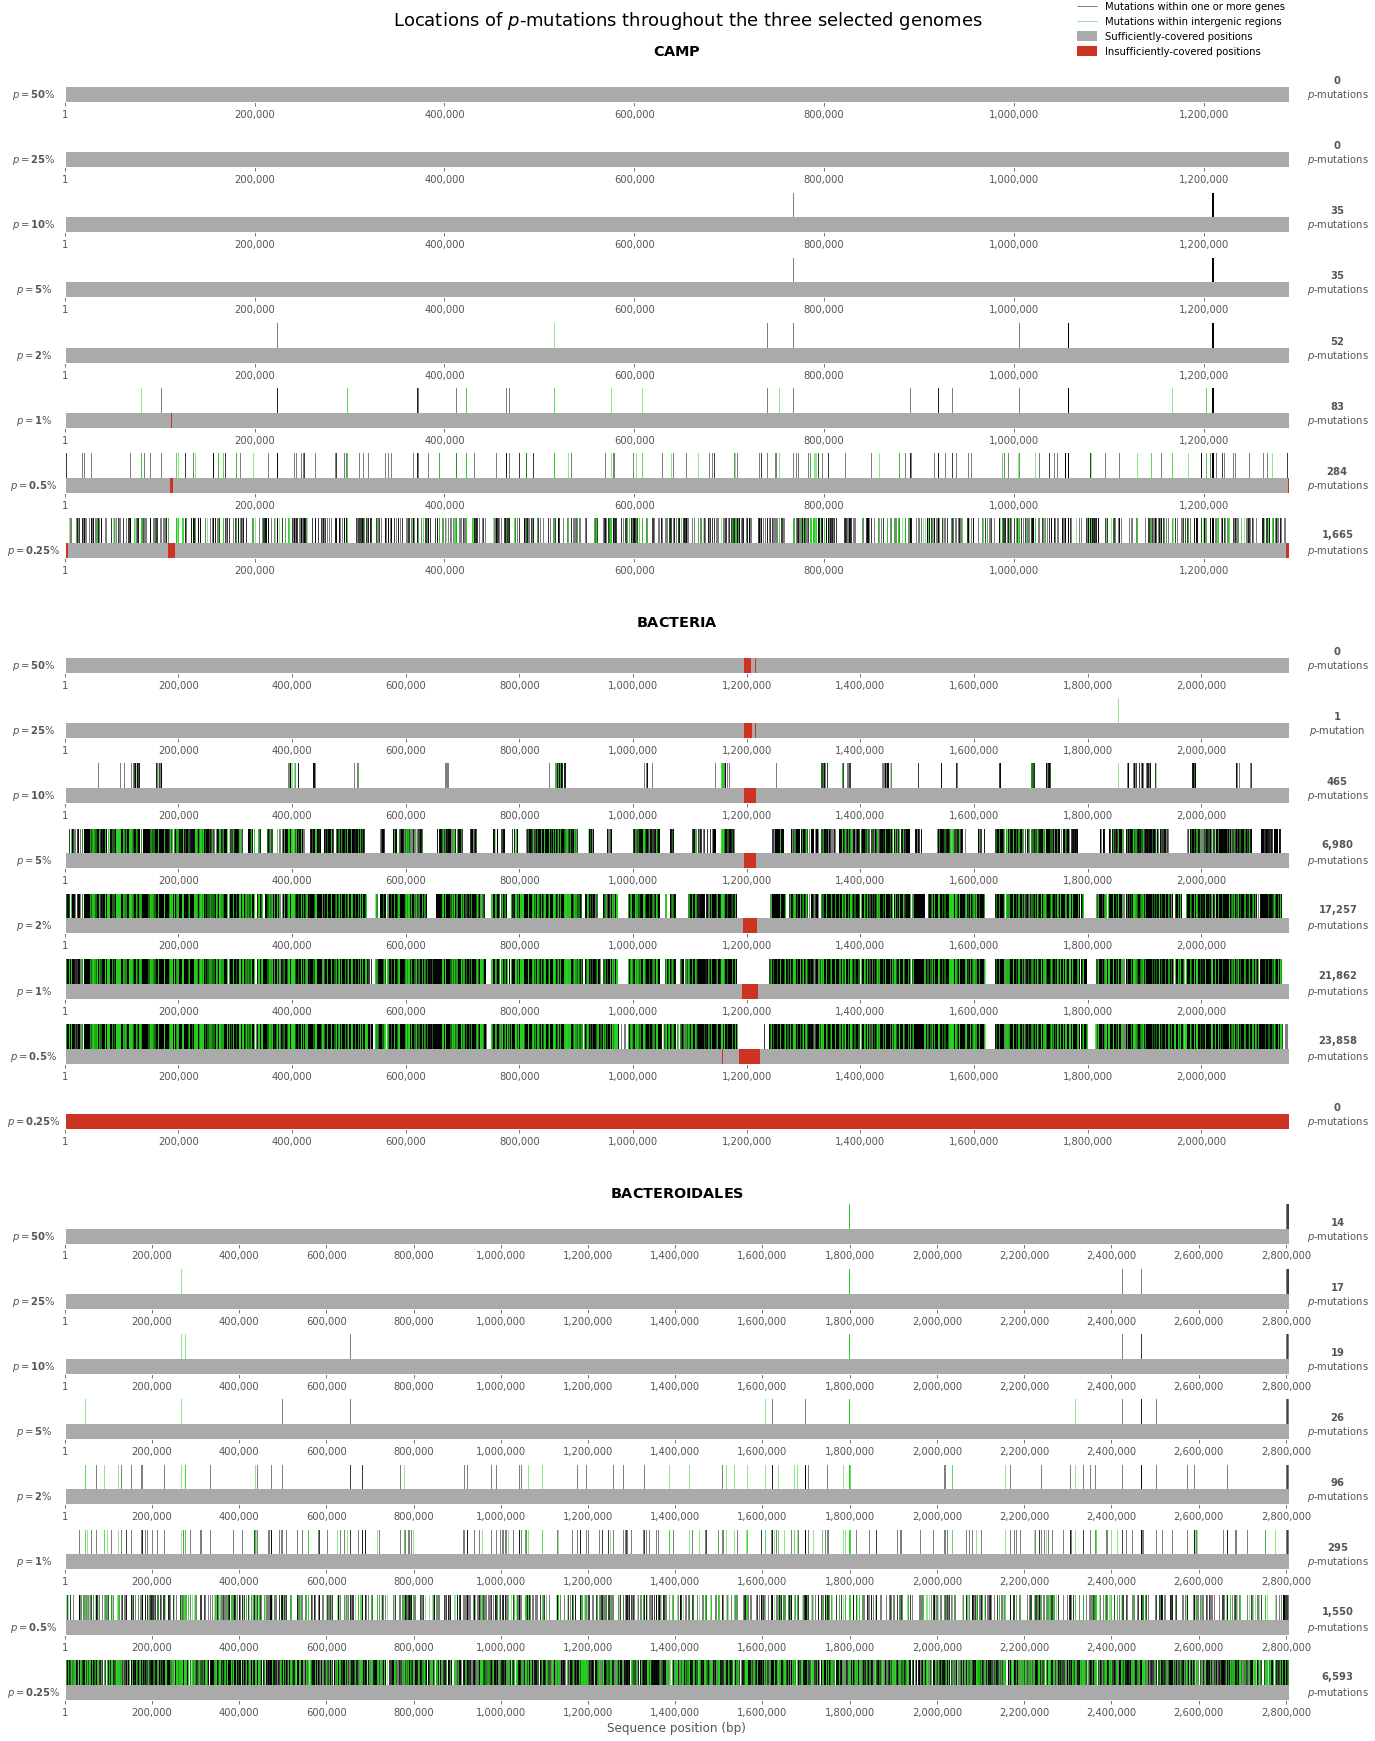 Locations of p-mutations throughout the three selected genomes
Mutations within one or more genes
Mutations within intergenic regions
Sufficiently-covered positions
Insufficiently-covered positions
CAMP
p = 50%
0
p-mutations
1 200,000 400,000 600,000 800,000 1,000,000 1,200,000
p = 25%
0
p-mutations
1 200,000 400,000 600,000 800,000 1,000,000 1,200,000
p = 10%
35
p-mutations
1 200,000 400,000 600,000 800,000 1,000,000 1,200,000
p = 5%
35
p-mutations
1 200,000 400,000 600,000 800,000 1,000,000 1,200,000
p = 2%
52
p-mutations
1 200,000 400,000 600,000 800,000 1,000,000 1,200,000
p = 1%
83
p-mutations
1 200,000 400,000 600,000 800,000 1,000,000 1,200,000
p = 0.5%
284
p-mutations
1 200,000 400,000 600,000 800,000 1,000,000 1,200,000
p = 0.25%
1,665
p-mutations
1 200,000 400,000 600,000 800,000 1,000,000 1,200,000
BACTERIA
p = 50%
0
p-mutations
1 200,000 400,000 600,000 800,000 1,000,000 1,200,000 1,400,000 1,600,000 1,800,000 2,000,000
p = 25%
1
p-mutation
1 200,000 400,000 600,000 800,000 1,000,000 1,200,000 1,400,000 1,600,000 1,800,000 2,000,000
p = 10%
465
p-mutations
1 200,000 400,000 600,000 800,000 1,000,000 1,200,000 1,400,000 1,600,000 1,800,000 2,000,000
p = 5%
6,980
p-mutations
1 200,000 400,000 600,000 800,000 1,000,000 1,200,000 1,400,000 1,600,000 1,800,000 2,000,000
p = 2%
17,257
p-mutations
1 200,000 400,000 600,000 800,000 1,000,000 1,200,000 1,400,000 1,600,000 1,800,000 2,000,000
p = 1%
21,862
p-mutations
1 200,000 400,000 600,000 800,000 1,000,000 1,200,000 1,400,000 1,600,000 1,800,000 2,000,000
p = 0.5%
23,858
p-mutations
1 200,000 400,000 600,000 800,000 1,000,000 1,200,000 1,400,000 1,600,000 1,800,000 2,000,000
p = 0.25%
0
p-mutations
1 200,000 400,000 600,000 800,000 1,000,000 1,200,000 1,400,000 1,600,000 1,800,000 2,000,000
BACTEROIDALES
p = 50%
14
p-mutations
1 200,000 400,000 600,000 800,000 1,000,000 1,200,000 1,400,000 1,600,000 1,800,000 2,000,000 2,200,000 2,400,000 2,600,000 2,800,000
p = 25%
17
p-mutations
1 200,000 400,000 600,000 800,000 1,000,000 1,200,000 1,400,000 1,600,000 1,800,000 2,000,000 2,200,000 2,400,000 2,600,000 2,800,000
p = 10%
19
p-mutations
1 200,000 400,000 600,000 800,000 1,000,000 1,200,000 1,400,000 1,600,000 1,800,000 2,000,000 2,200,000 2,400,000 2,600,000 2,800,000
p = 5%
26
p-mutations
1 200,000 400,000 600,000 800,000 1,000,000 1,200,000 1,400,000 1,600,000 1,800,000 2,000,000 2,200,000 2,400,000 2,600,000 2,800,000
p = 2%
96
p-mutations
1 200,000 400,000 600,000 800,000 1,000,000 1,200,000 1,400,000 1,600,000 1,800,000 2,000,000 2,200,000 2,400,000 2,600,000 2,800,000
p = 1%
295
p-mutations
1 200,000 400,000 600,000 800,000 1,000,000 1,200,000 1,400,000 1,600,000 1,800,000 2,000,000 2,200,000 2,400,000 2,600,000 2,800,000
p = 0.5%
1,550
p-mutations
1 200,000 400,000 600,000 800,000 1,000,000 1,200,000 1,400,000 1,600,000 1,800,000 2,000,000 2,200,000 2,400,000 2,600,000 2,800,000
p = 0.25%
6,593
p-mutations
1 200,000 400,000 600,000 800,000 1,000,000 1,200,000 1,400,000 1,600,000 1,800,000 2,000,000 2,200,000 2,400,000 2,600,000 2,800,000
Sequence position (bp)